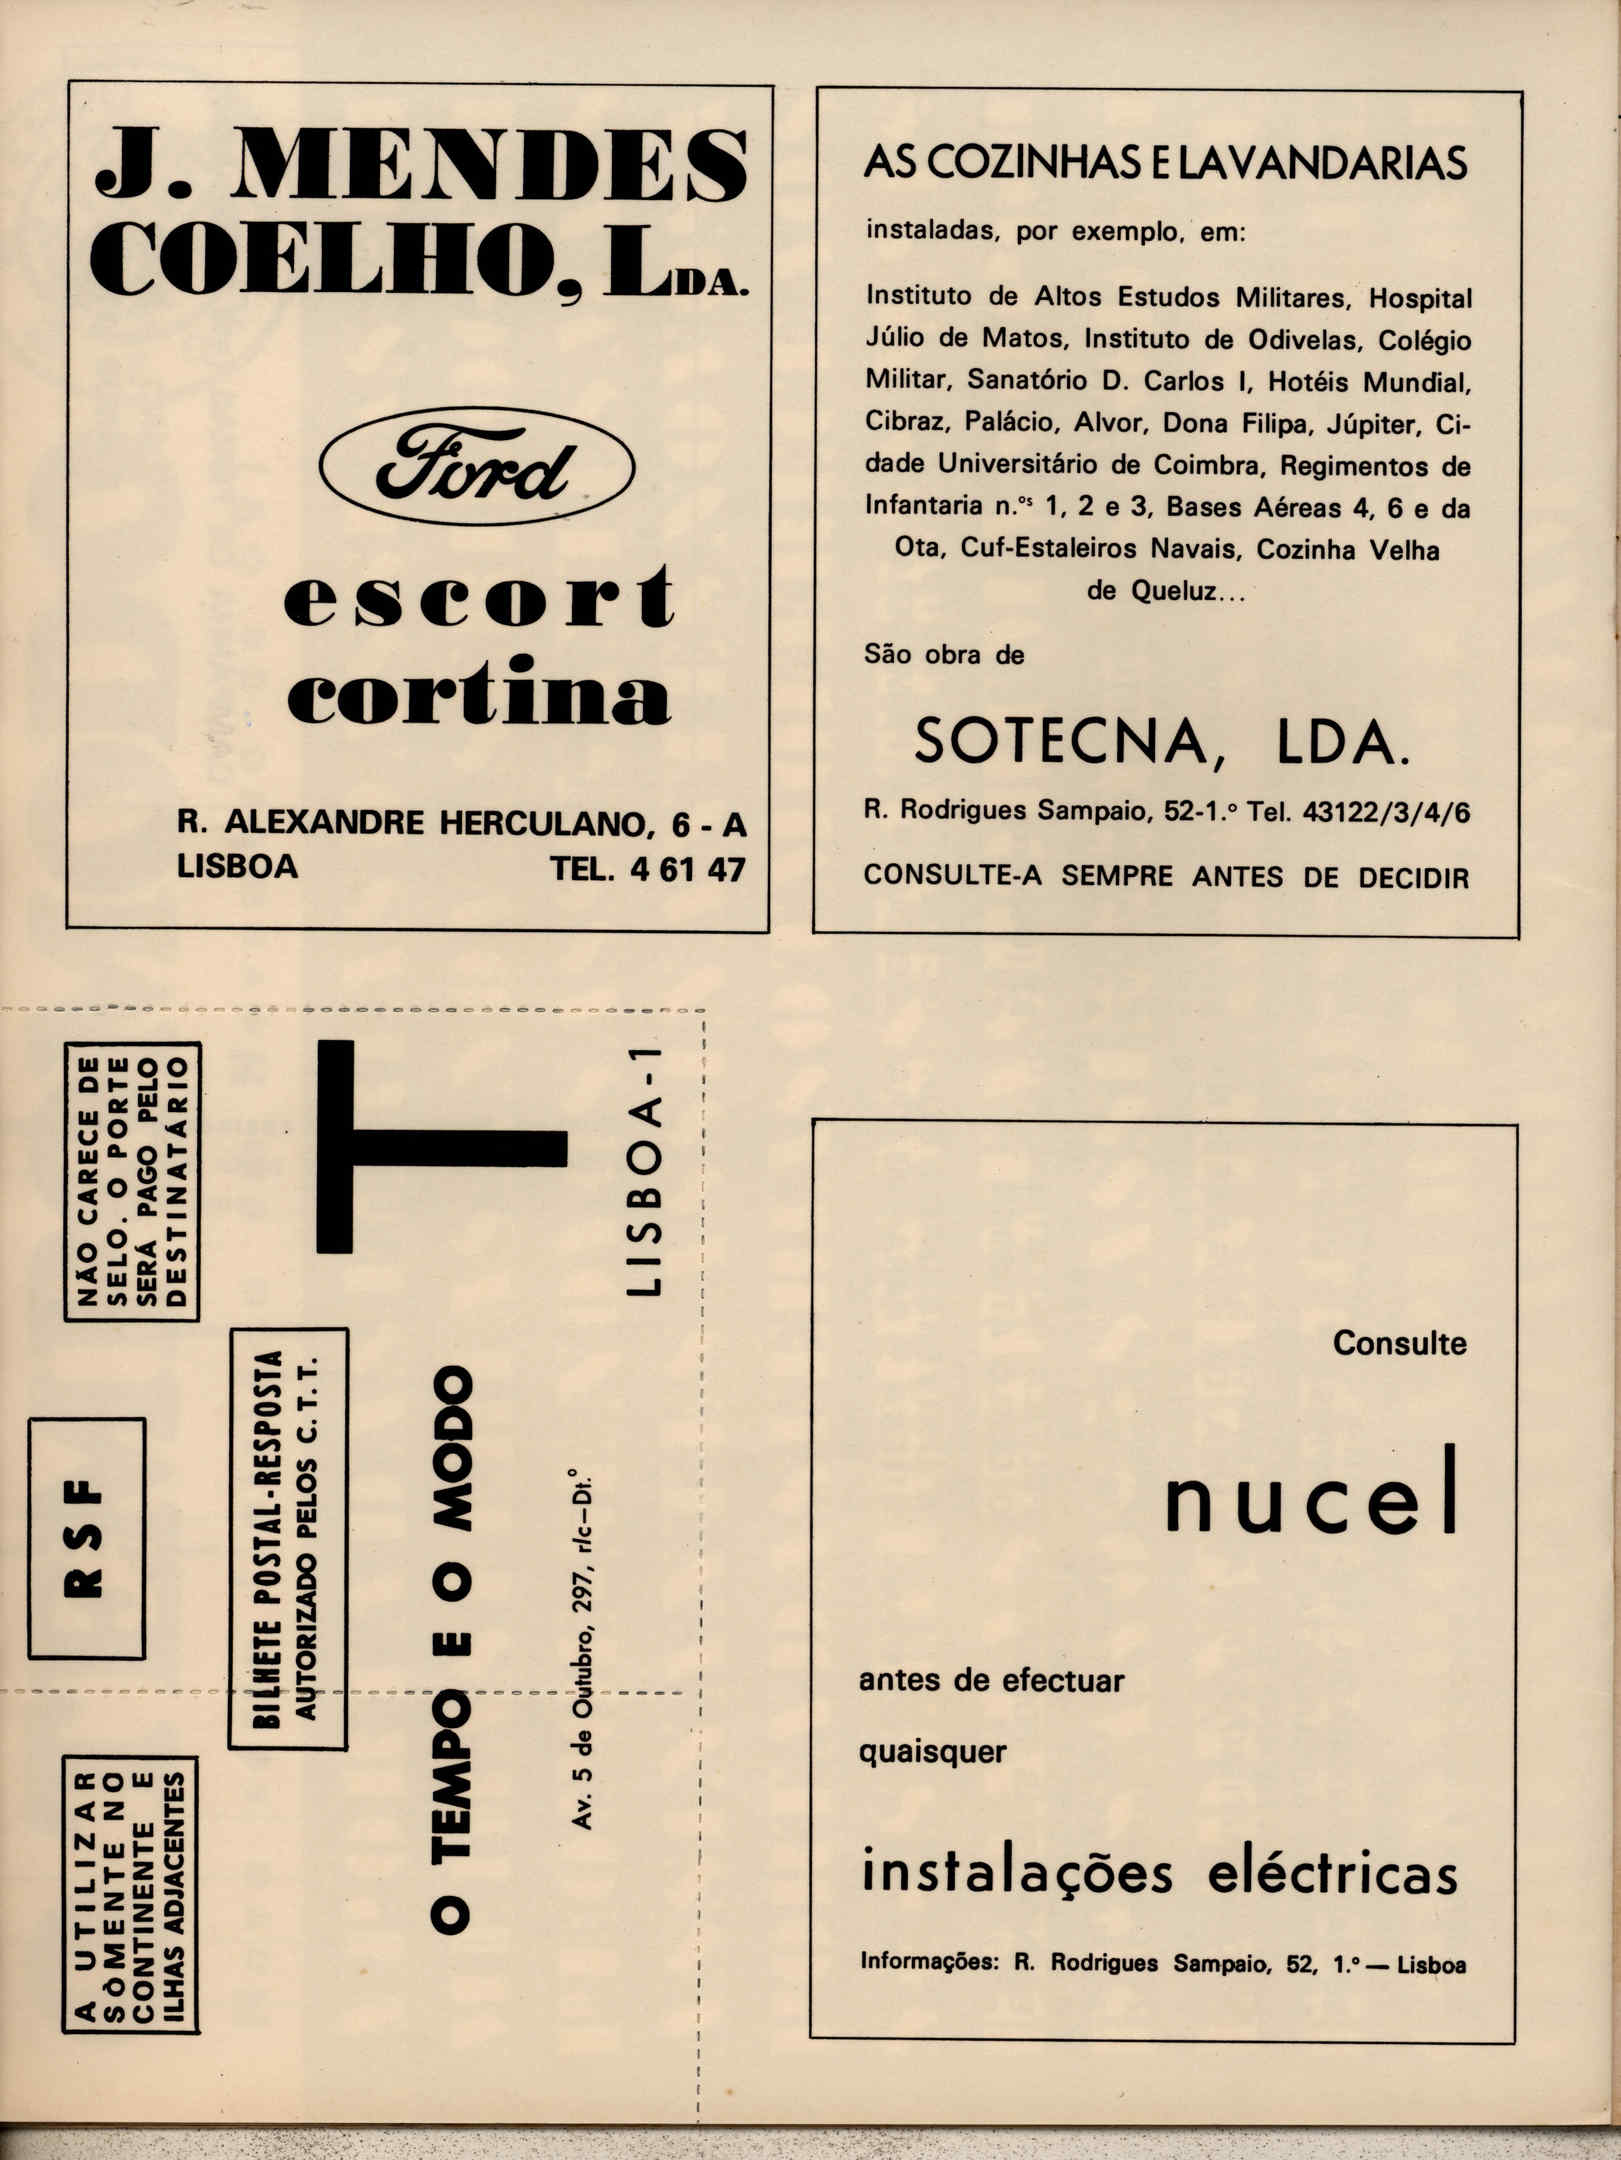 J. MENDES
COELHO, LDA.
Ford
escort
cortina
R. ALEXANDRE HERCULANO, 6 - A
LISBOA TEL. 4 61 47
AS COZINHAS E LAVANDARIAS
instaladas, por exemplo, em:
Instituto de Altos Estudos Militares, Hospital
Júlio de Matos, Instituto de Odivelas, Colégio
Militar, Sanatório D. Carlos I, Hotéis Mundial,
Cibraz, Palácio, Alvor, Dona Filipa, Júpiter, Ci-
dade Universitário de Coimbra, Regimentos de
Infantaria n.ºˢ 1, 2 e 3, Bases Aéreas 4, 6 e da
Ota, Cuf-Estaleiros Navais, Cozinha Velha
de Queluz...
São obra de
SOTECNA, LDA.
R. Rodrigues Sampaio, 52-1.º Tel. 43122/3/4/6
CONSULTE-A SEMPRE ANTES DE DECIDIR
NÃO CARECE DE
SELO. O PORTE
SERÁ PAGO PELO
DESTINATÁRIO
RSF
A UTILIZAR
SÒMENTE NO
CONTINENTE E
ILHAS ADJACENTES
BILHETE POSTAL-RESPOSTA
AUTORIZADO PELOS C. T. T.
T
O TEMPO E O MODO
Av. 5 de Outubro, 297, r/c—Dt.º
LISBOA-1
Consulte
nucel
antes de efectuar
quaisquer
instalações eléctricas
Informações: R. Rodrigues Sampaio, 52, 1.º — Lisboa